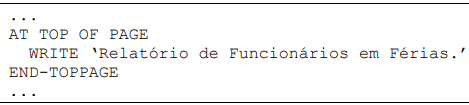 ...
AT TOP OF PAGE
WRITE ‘Relatório de Funcionários em Férias.’
END-TOPPAGE
...